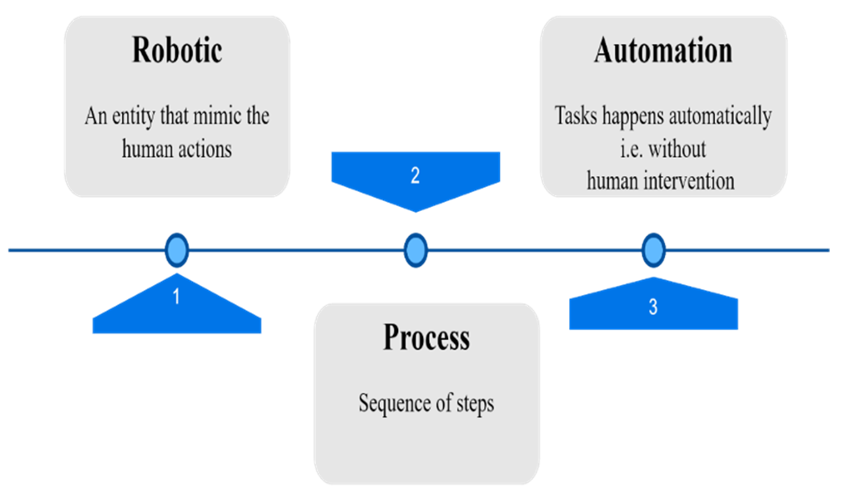 Robotic
An entity that mimic the
human actions
1
2
Process
Sequence of steps
Automation
Tasks happens automatically
i.e. without
human intervention
3